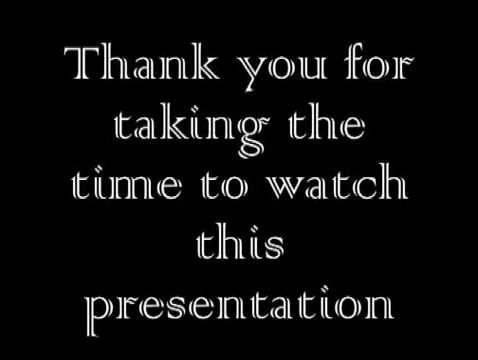 Thank you for
taking the
time to watch
this
presentation